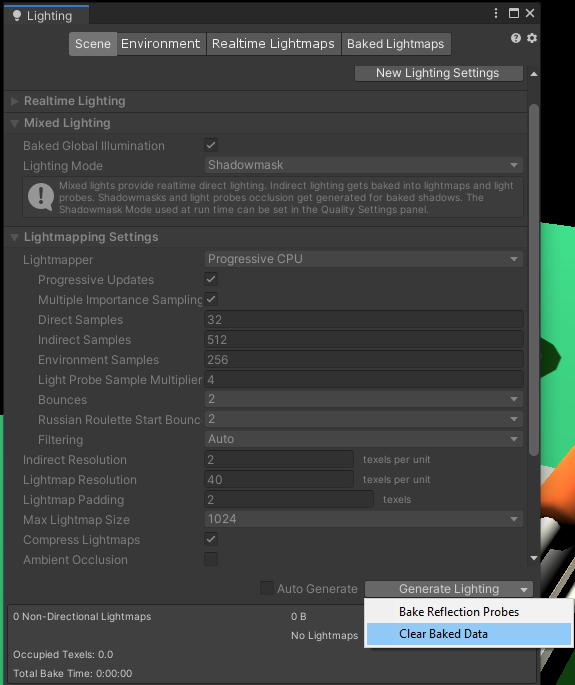 Lighting
Scene Environment Realtime Lightmaps Baked Lightmaps
New Lighting Settings
Realtime Lighting
Mixed Lighting
Baked Global Illumination
Lighting Mode Shadowmask
Mixed lights provide realtime direct lighting. Indirect lighting gets baked into lightmaps and light
probes. Shadowmasks and light probes occlusion get generated for baked shadows. The
Shadowmask Mode used at run time can be set in the Quality Settings panel.
Lightmapping Settings
Lightmapper Progressive CPU
Progressive Updates
Multiple Importance Sampling
Direct Samples 32
Indirect Samples 512
Environment Samples 256
Light Probe Sample Multiplier 4
Bounces 2
Russian Roulette Start Bounc 2
Filtering Auto
Indirect Resolution 2 texels per unit
Lightmap Resolution 40 texels per unit
Lightmap Padding 2 texels
Max Lightmap Size 1024
Compress Lightmaps
Ambient Occlusion
Auto Generate Generate Lighting
Bake Reflection Probes
Clear Baked Data
0 Non-Directional Lightmaps 0 B
No Lightmaps
Occupied Texels: 0.0
Total Bake Time: 0:00:00